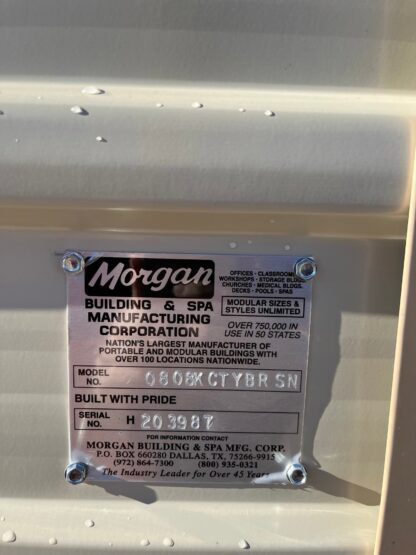 Morgan
OFFICES · CLASSROOMS
WORKSHOPS · STORAGE BLDGS.
CHURCHES · MEDICAL BLDGS.
DECKS · POOLS · SPAS
BUILDING & SPA
MANUFACTURING
CORPORATION
MODULAR SIZES &
STYLES UNLIMITED
OVER 750,000 IN
USE IN 50 STATES
NATION'S LARGEST MANUFACTURER OF
PORTABLE AND MODULAR BUILDINGS WITH
OVER 100 LOCATIONS NATIONWIDE.
MODEL
NO. 0808XCTYBRSN
BUILT WITH PRIDE
SERIAL
NO. H 203987
FOR INFORMATION CONTACT
MORGAN BUILDING & SPA MFG. CORP.
P.O. BOX 660280 DALLAS, TX, 75266-9915
(972) 864-7300 (800) 935-0321
The Industry Leader for Over 45 Years